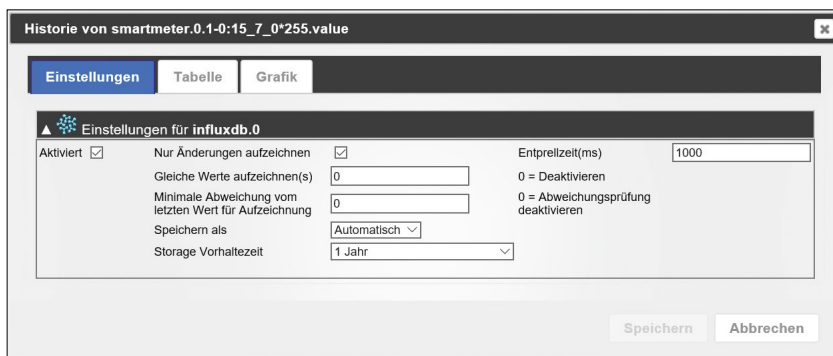 Historie von smartmeter.0.1-0:15_7_0*255.value
Einstellungen Tabelle Grafik
▲ Einstellungen für influxdb.0
Aktiviert Nur Änderungen aufzeichnen Entprellzeit(ms) 1000
Gleiche Werte aufzeichnen(s) 0 0 = Deaktivieren
Minimale Abweichung vom
letzten Wert für Aufzeichnung 0 0 = Abweichungsprüfung
deaktivieren
Speichern als Automatisch
Storage Vorhaltezeit 1 Jahr
Speichern Abbrechen